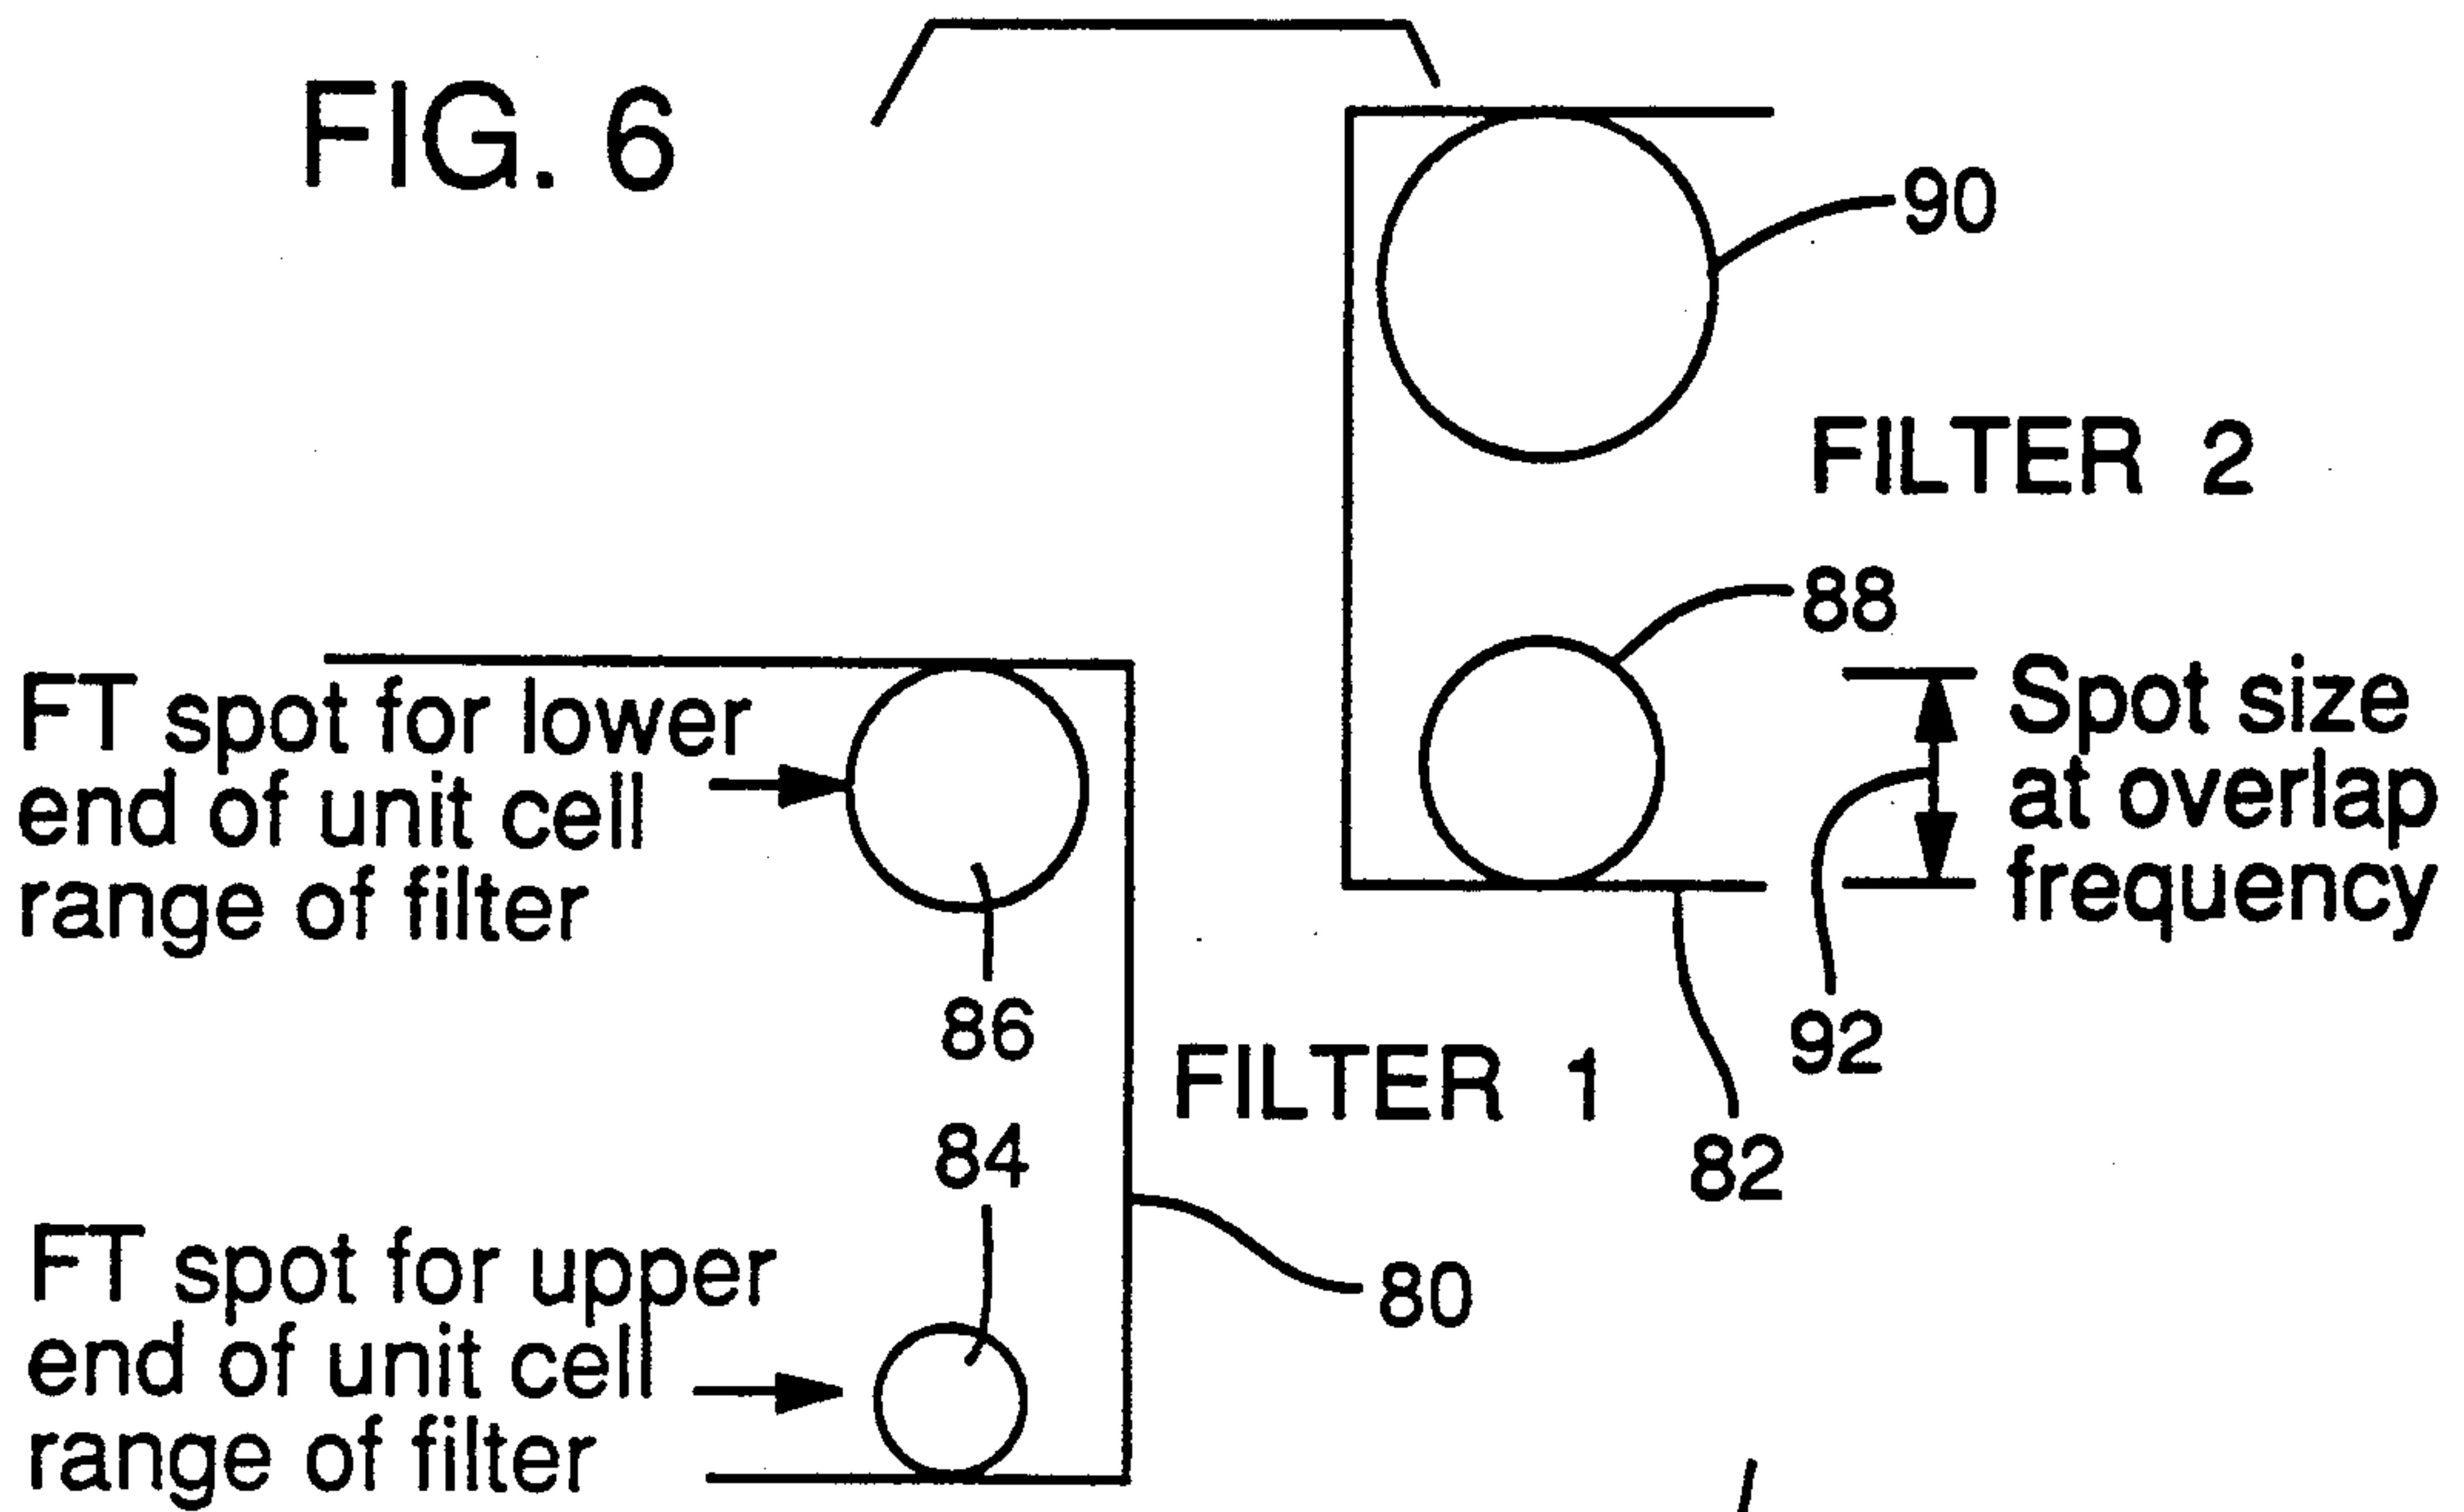 FIG. 6
90
FILTER 2
88
FT spot for lower
end of unit cell
range of filter
Spot size
at overlap
frequency
86
92
FILTER 1
82
84
80
FT spot for upper
end of unit cell
range of filter